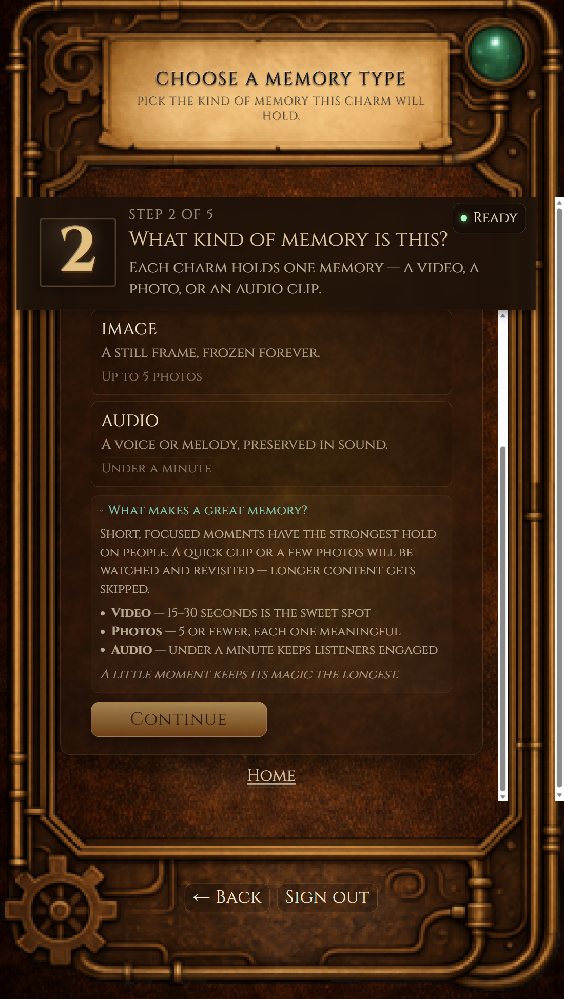 CHOOSE A MEMORY TYPE
PICK THE KIND OF MEMORY THIS CHARM WILL
HOLD.
2
STEP 2 OF 5
READY
WHAT KIND OF MEMORY IS THIS?
EACH CHARM HOLDS ONE MEMORY — A VIDEO, A
PHOTO, OR AN AUDIO CLIP.
IMAGE
A STILL FRAME, FROZEN FOREVER.
UP TO 5 PHOTOS
AUDIO
A VOICE OR MELODY, PRESERVED IN SOUND.
UNDER A MINUTE
WHAT MAKES A GREAT MEMORY?
SHORT, FOCUSED MOMENTS HAVE THE STRONGEST HOLD
ON PEOPLE. A QUICK CLIP OR A FEW PHOTOS WILL BE
WATCHED AND REVISITED — LONGER CONTENT GETS
SKIPPED.
• VIDEO — 15–30 SECONDS IS THE SWEET SPOT
• PHOTOS — 5 OR FEWER, EACH ONE MEANINGFUL
• AUDIO — UNDER A MINUTE KEEPS LISTENERS ENGAGED
A LITTLE MOMENT KEEPS ITS MAGIC THE LONGEST.
CONTINUE
HOME
← BACK
SIGN OUT